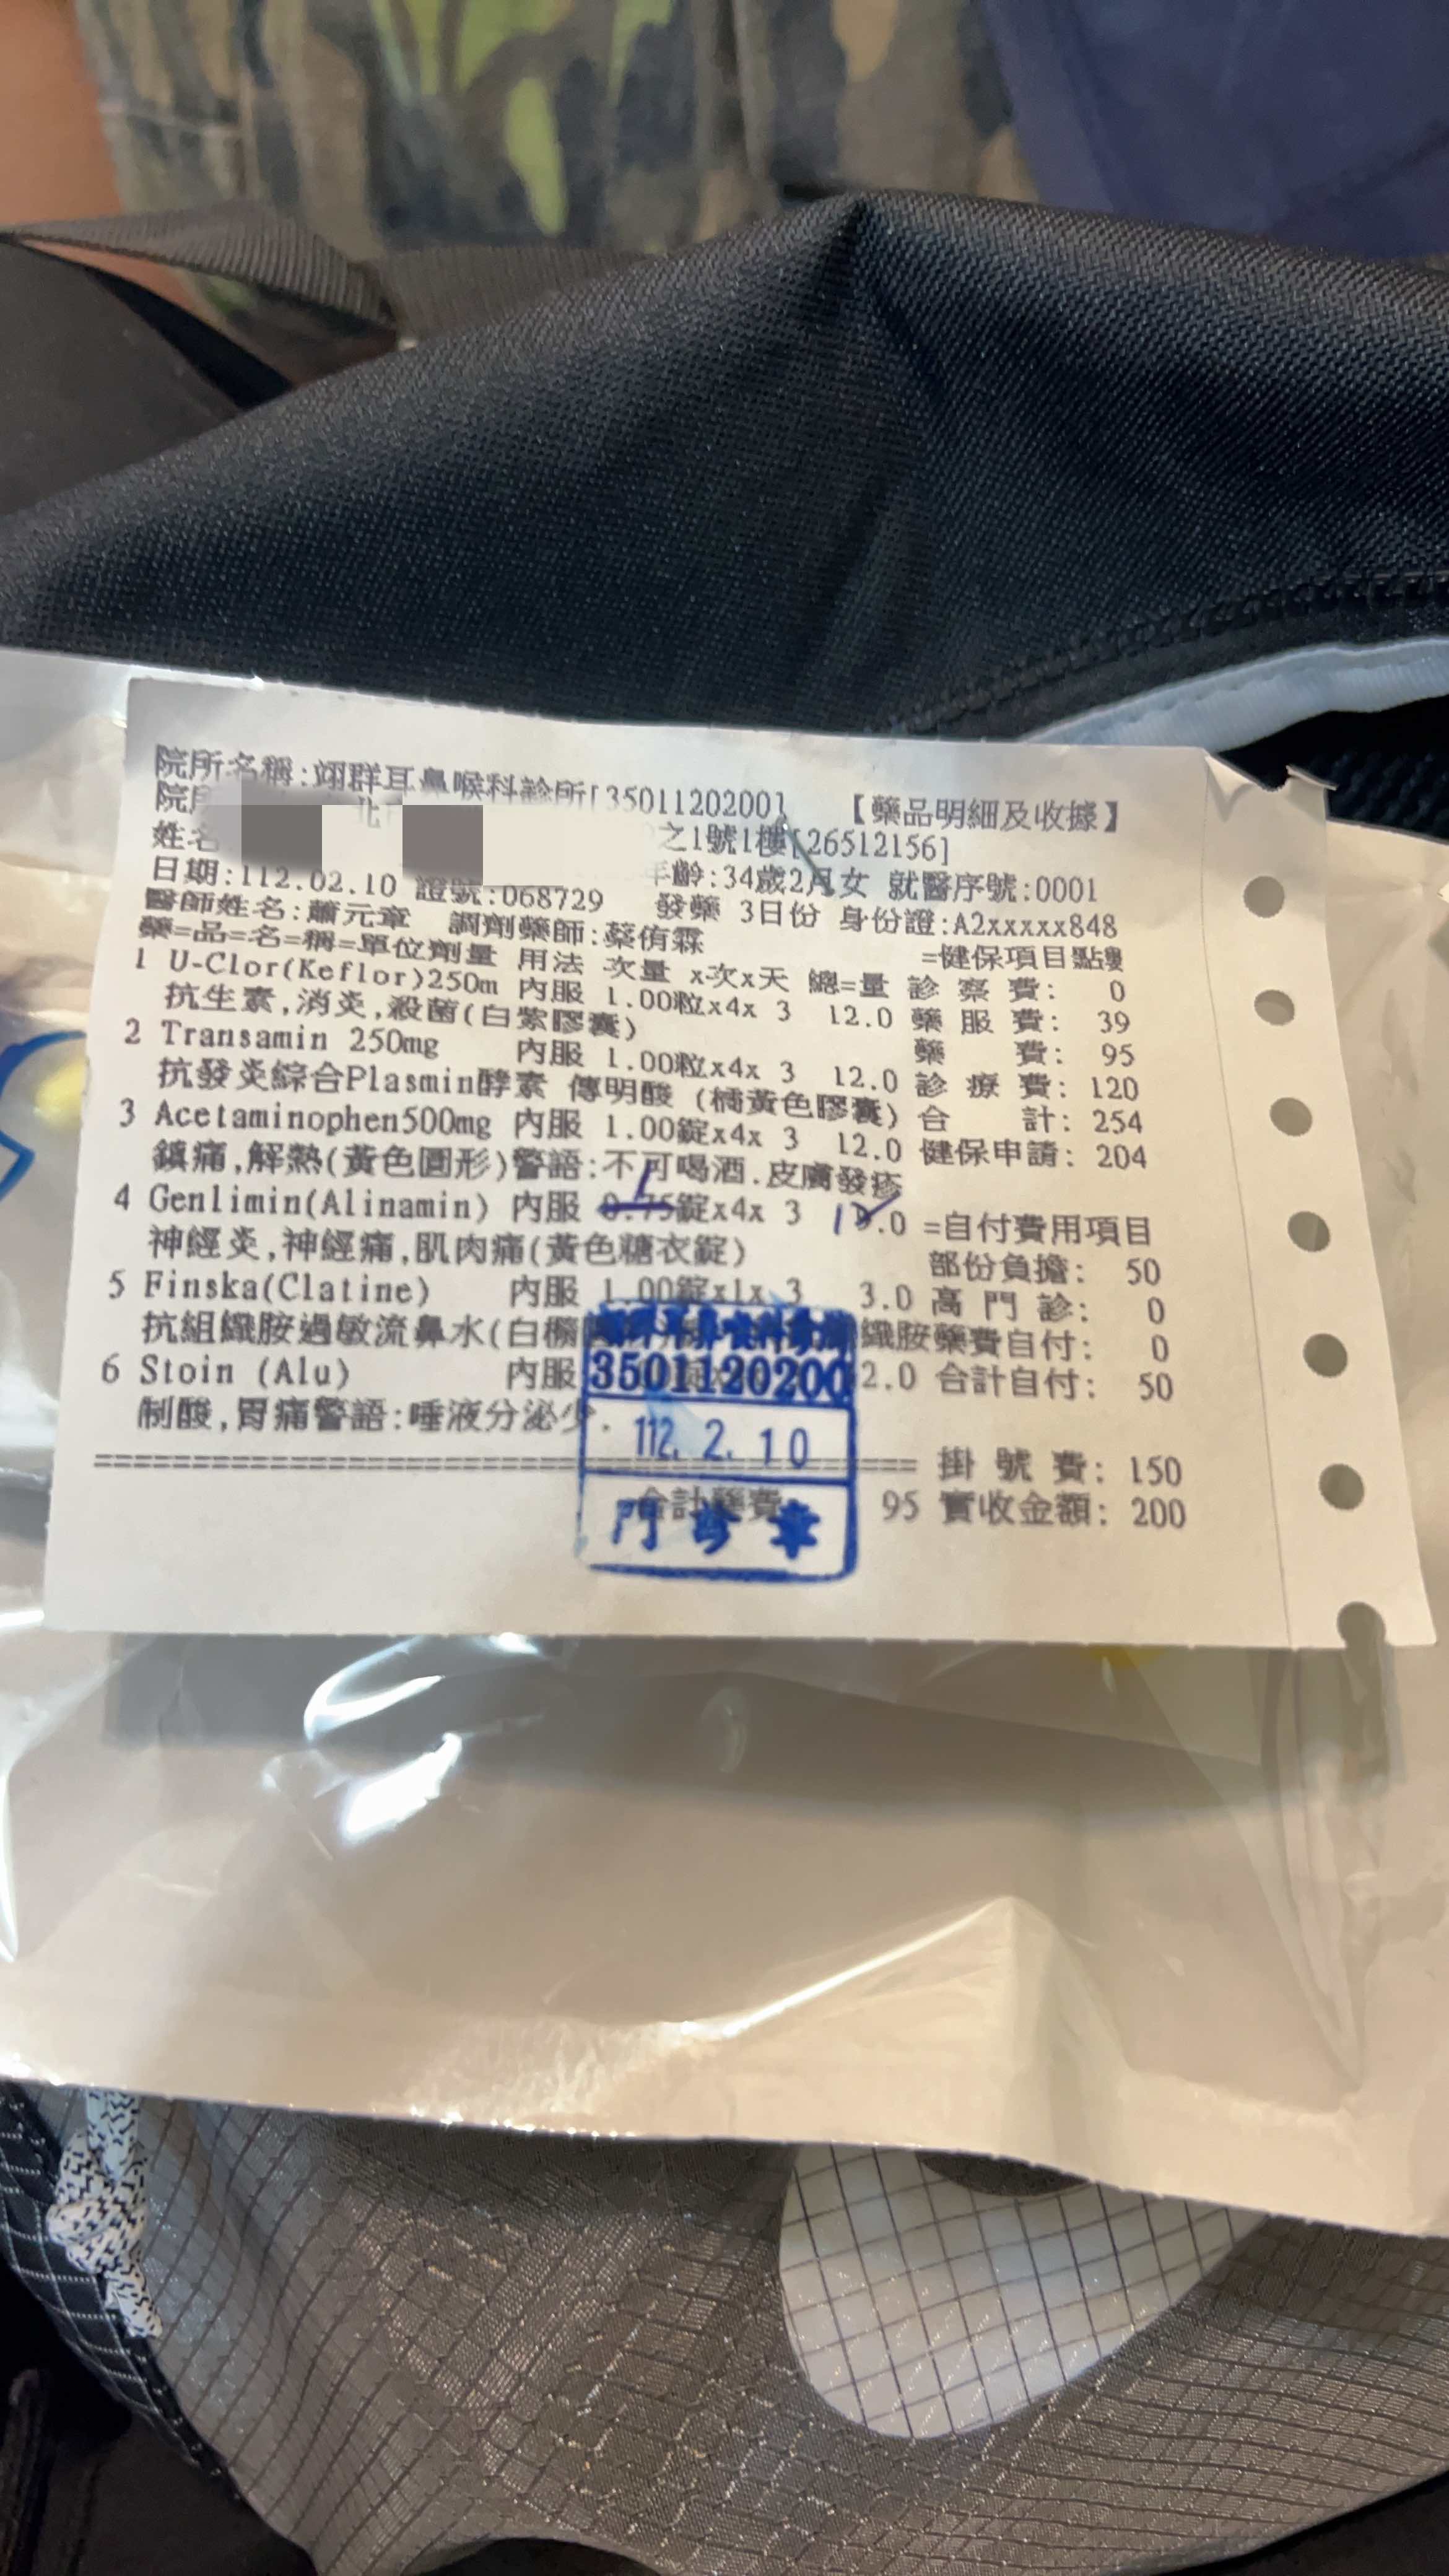 院所名稱:翊群耳鼻喉科診所[3501120200] 【藥品明細及收據】
院 北 之1號1樓[26512156]
姓名 年齡:34歲2月女 就醫序號:0001
日期:112.02.10 證號:068729 發藥 3日份 身份證:A2xxxxx848
醫師姓名:蕭元章 調劑藥師:蔡侑霖 =健保項目點數
藥=品=名=稱=單位劑量 用法 次量 x次x天 總=量 診 察 費: 0
1 U-Clor(Keflor)250m 內服 1.00粒x4x 3 12.0 藥 服 費: 39
抗生素,消炎,殺菌(白紫膠囊) 藥 費: 95
2 Transamin 250mg 內服 1.00粒x4x 3 12.0 診 療 費: 120
抗發炎綜合Plasmin酵素 傳明酸 (橘黃色膠囊) 合 計: 254
3 Acetaminophen500mg 內服 1.00錠x4x 3 12.0 健保申請: 204
鎮痛,解熱(黃色圓形)警語:不可喝酒.皮膚發疹
4 Genlimin(Alinamin) 內服 0.75錠x4x 3 .0 =自付費用項目
1
神經炎,神經痛,肌肉痛(黃色糖衣錠) 部份負擔: 50
5 Finska(Clatine) 內服 1.00錠x1x 3 3.0 高 門 診: 0
抗組織胺過敏流鼻水(白橢 織胺藥費自付: 0
6 Stoin (Alu) 內服 2.0 合計自付: 50
制酸,胃痛警語:唾液分泌少.
掛 號 費: 150
合計藥費 95 實收金額: 200
3501120200
112. 2. 10
門診章